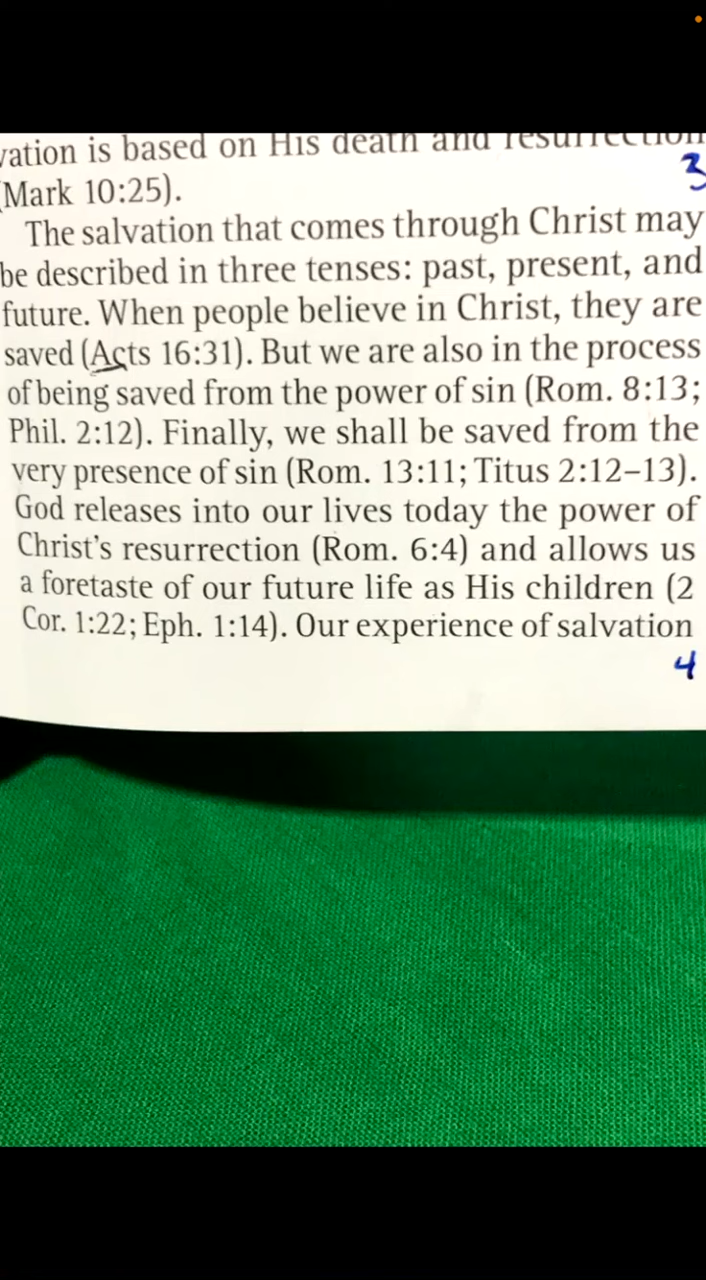 vation is based on His death and resurrection
3
(Mark 10:25).
The salvation that comes through Christ may
be described in three tenses: past, present, and
future. When people believe in Christ, they are
saved (Acts 16:31). But we are also in the process
of being saved from the power of sin (Rom. 8:13;
Phil. 2:12). Finally, we shall be saved from the
very presence of sin (Rom. 13:11; Titus 2:12–13).
God releases into our lives today the power of
Christ's resurrection (Rom. 6:4) and allows us
a foretaste of our future life as His children (2
Cor. 1:22; Eph. 1:14). Our experience of salvation
4